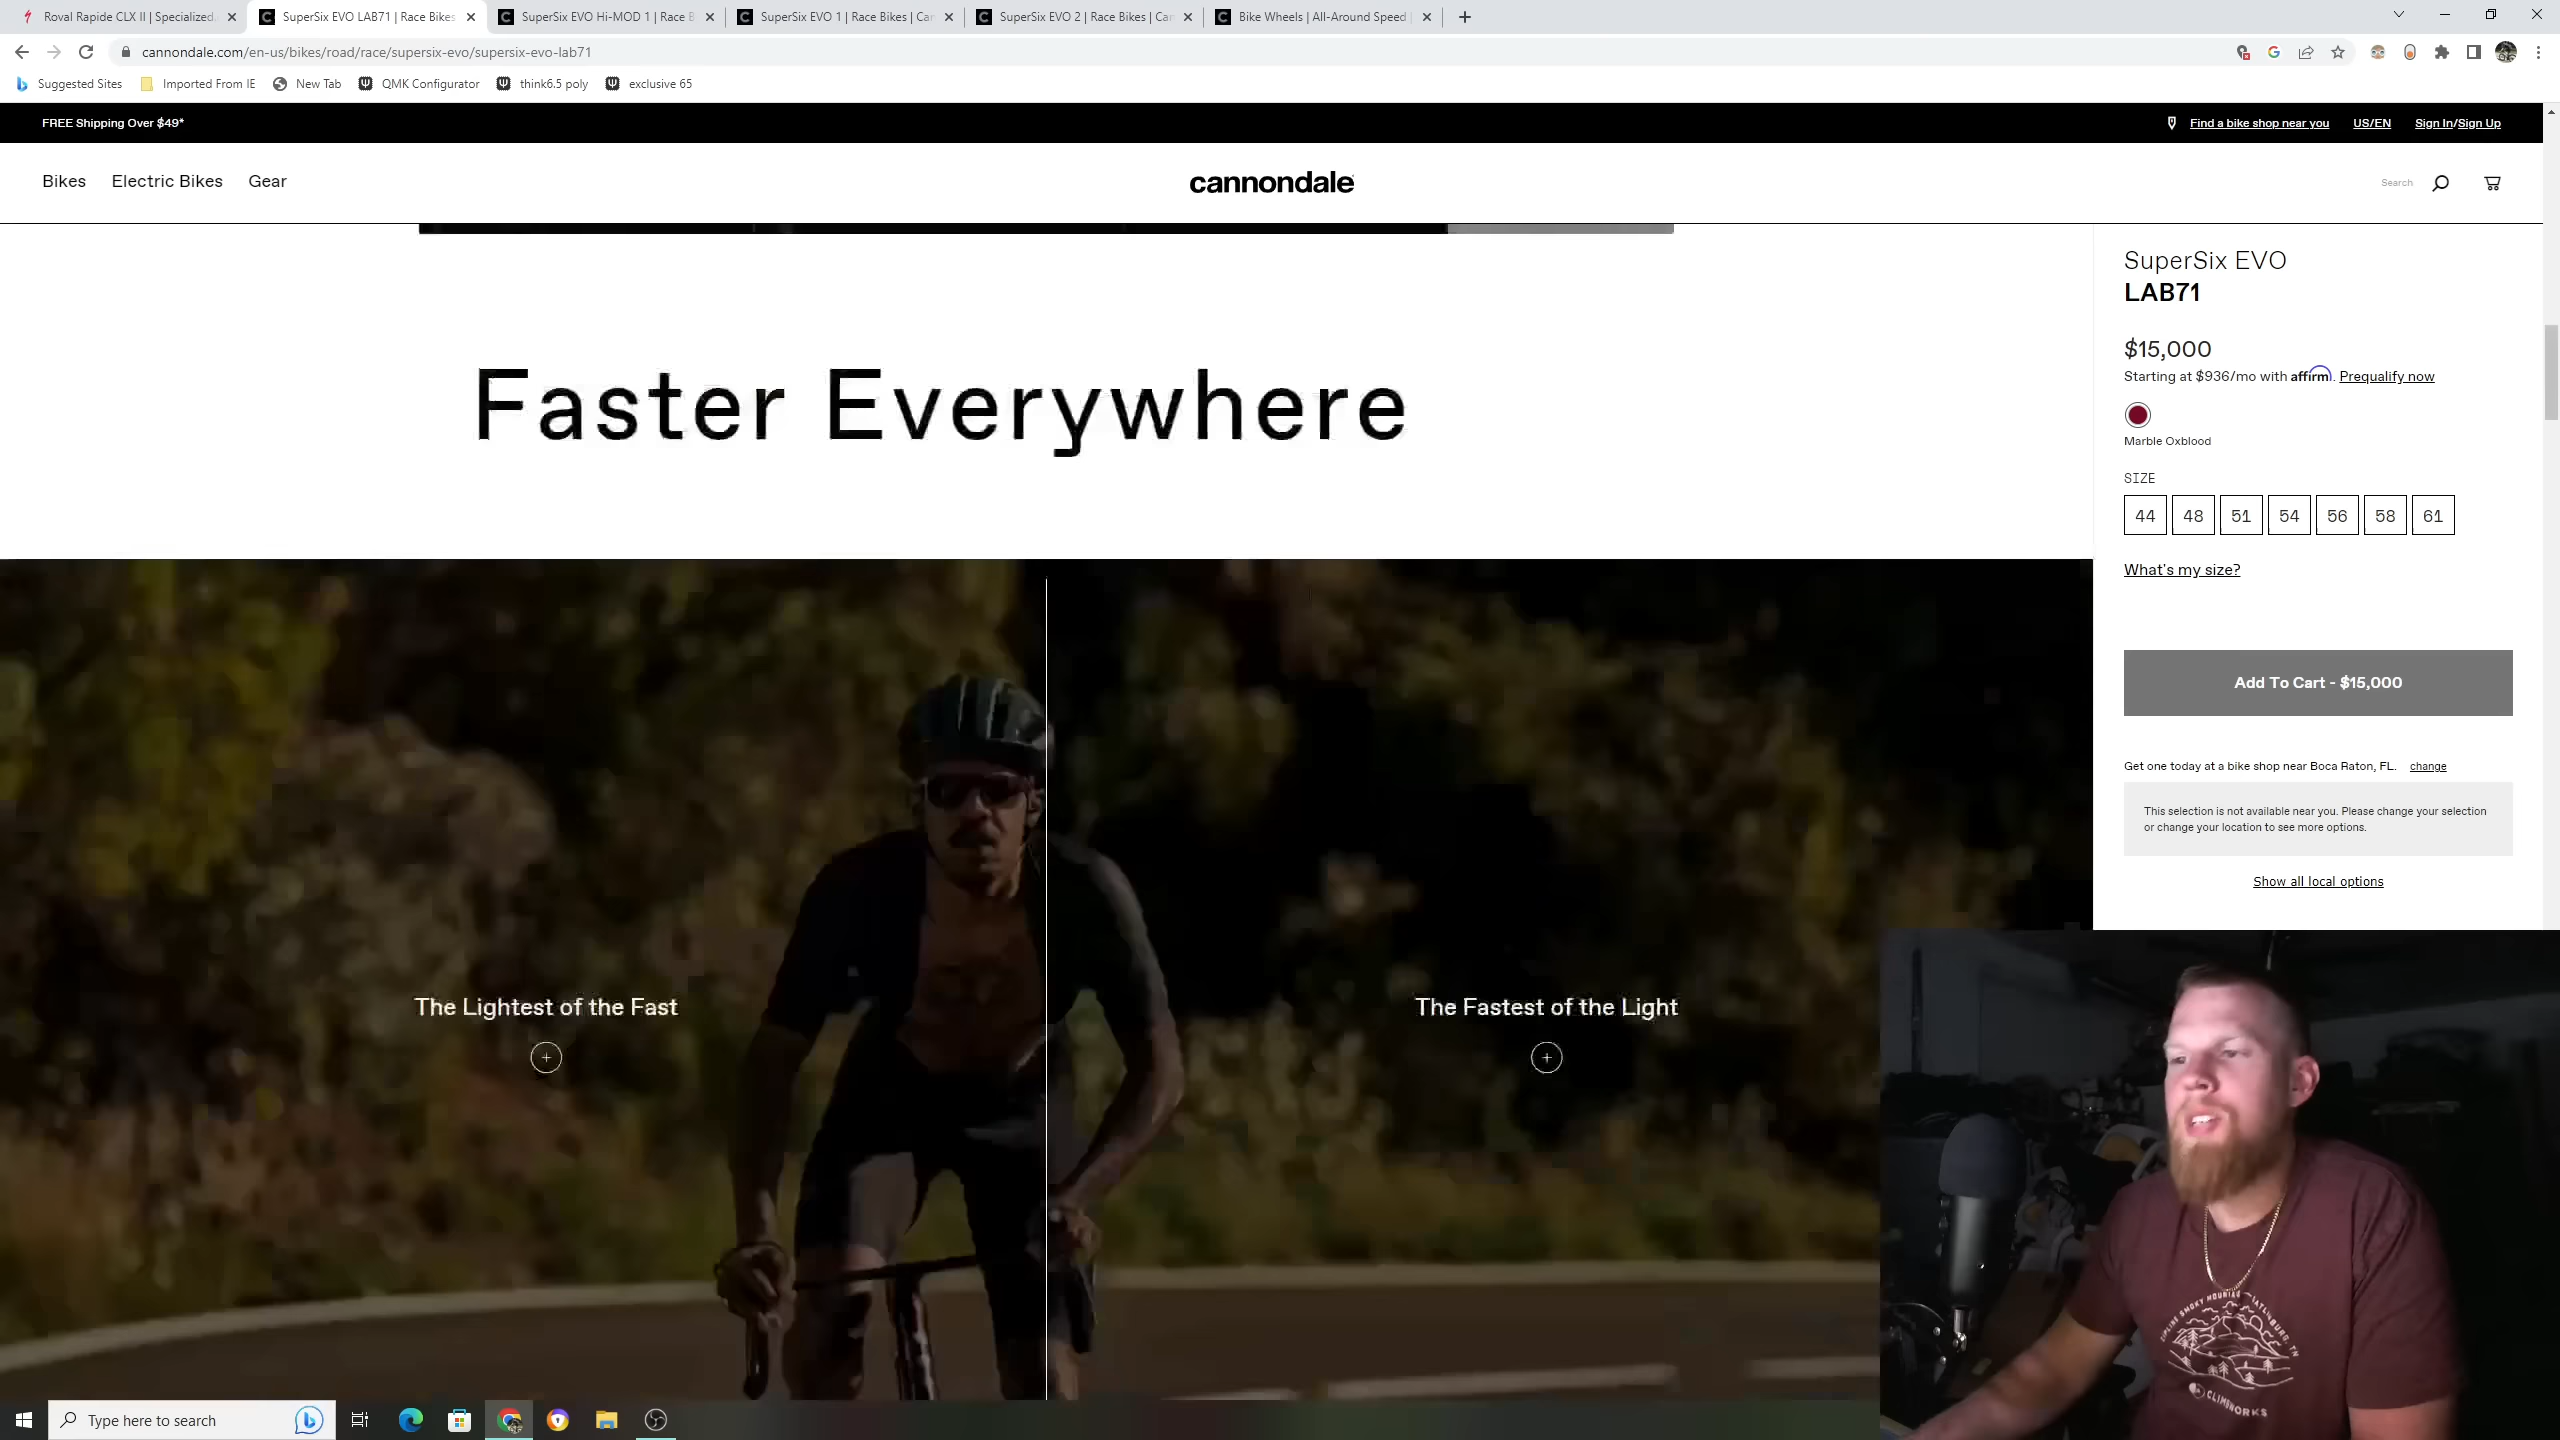 Roval Rapide CLX II | Specialized.
SuperSix EVO LAB71 | Race Bikes
SuperSix EVO Hi-MOD 1 | Race B
SuperSix EVO 1 | Race Bikes | Can
SuperSix EVO 2 | Race Bikes | Can
Bike Wheels | All-Around Speed |
cannondale.com/en-us/bikes/road/race/supersix-evo/supersix-evo-lab71
Suggested Sites
Imported From IE
New Tab
QMK Configurator
think6.5 poly
exclusive 65
FREE Shipping Over $49*
Find a bike shop near you
US/EN
Sign In/Sign Up
Bikes
Electric Bikes
Gear
cannondale
Search
SuperSix EVO
LAB71
$15,000
Starting at $936/mo with affirm. Prequalify now
Marble Oxblood
SIZE
44 48 51 54 56 58 61
What's my size?
Add To Cart - $15,000
Get one today at a bike shop near Boca Raton, FL. change
This selection is not available near you. Please change your selection
or change your location to see more options.
Show all local options
Faster Everywhere
The Lightest of the Fast
The Fastest of the Light
CLIMBWORKS
Type here to search